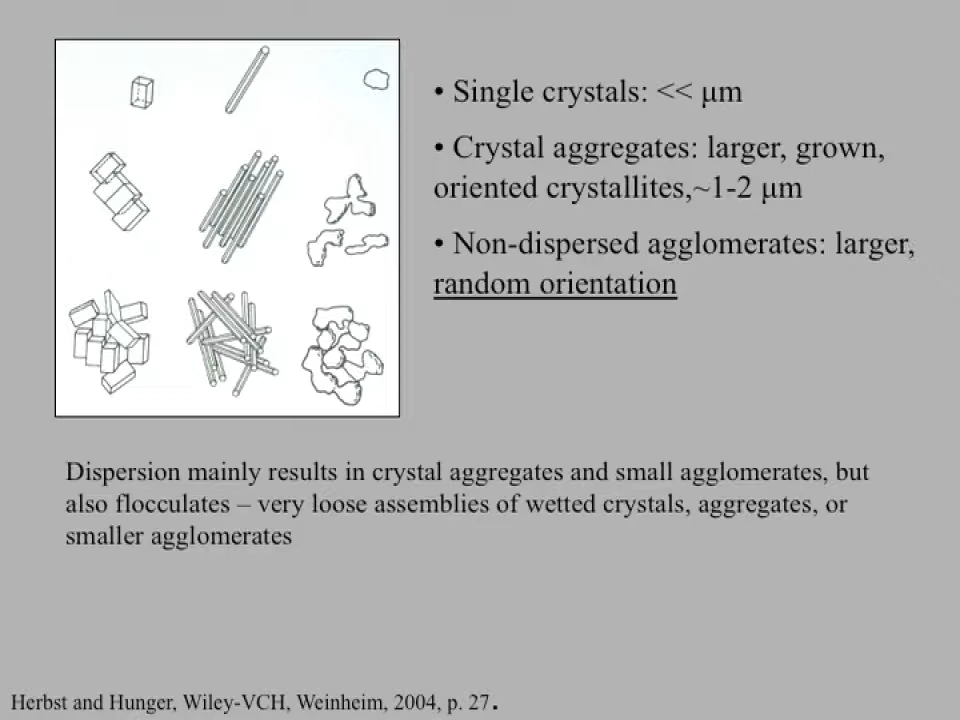 • Single crystals: << μm
• Crystal aggregates: larger, grown,
oriented crystallites,~1-2 μm
• Non-dispersed agglomerates: larger,
random orientation
Dispersion mainly results in crystal aggregates and small agglomerates, but
also flocculates – very loose assemblies of wetted crystals, aggregates, or
smaller agglomerates
Herbst and Hunger, Wiley-VCH, Weinheim, 2004, p. 27.